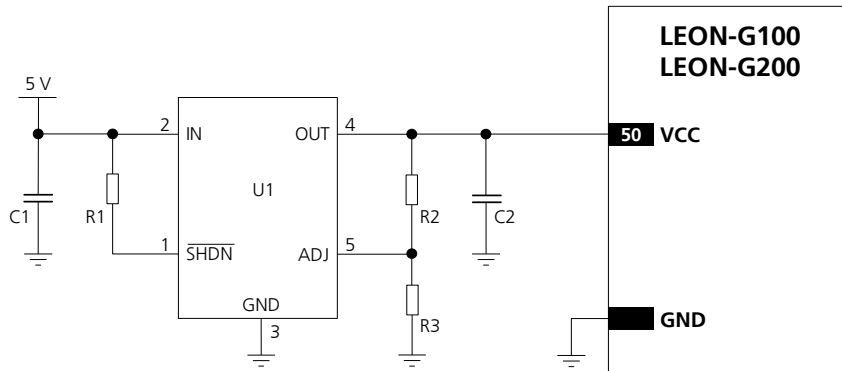 LEON-G100
LEON-G200
5 V
2
IN
OUT
4
50
VCC
C1
R1
U1
R2
C2
1
SHDN
ADJ
5
GND
3
R3
GND